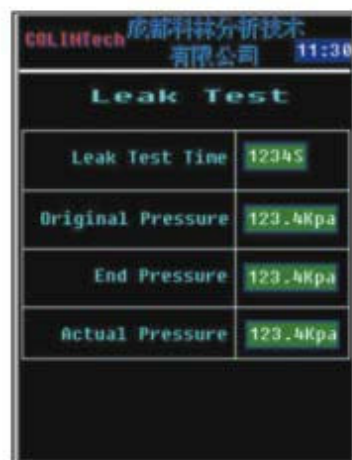 COLINTech 成都科林分析技术
有限公司 11:30
Leak Test
Leak Test Time 1234S
Original Pressure 123.4Kpa
End Pressure 123.4Kpa
Actual Pressure 123.4Kpa